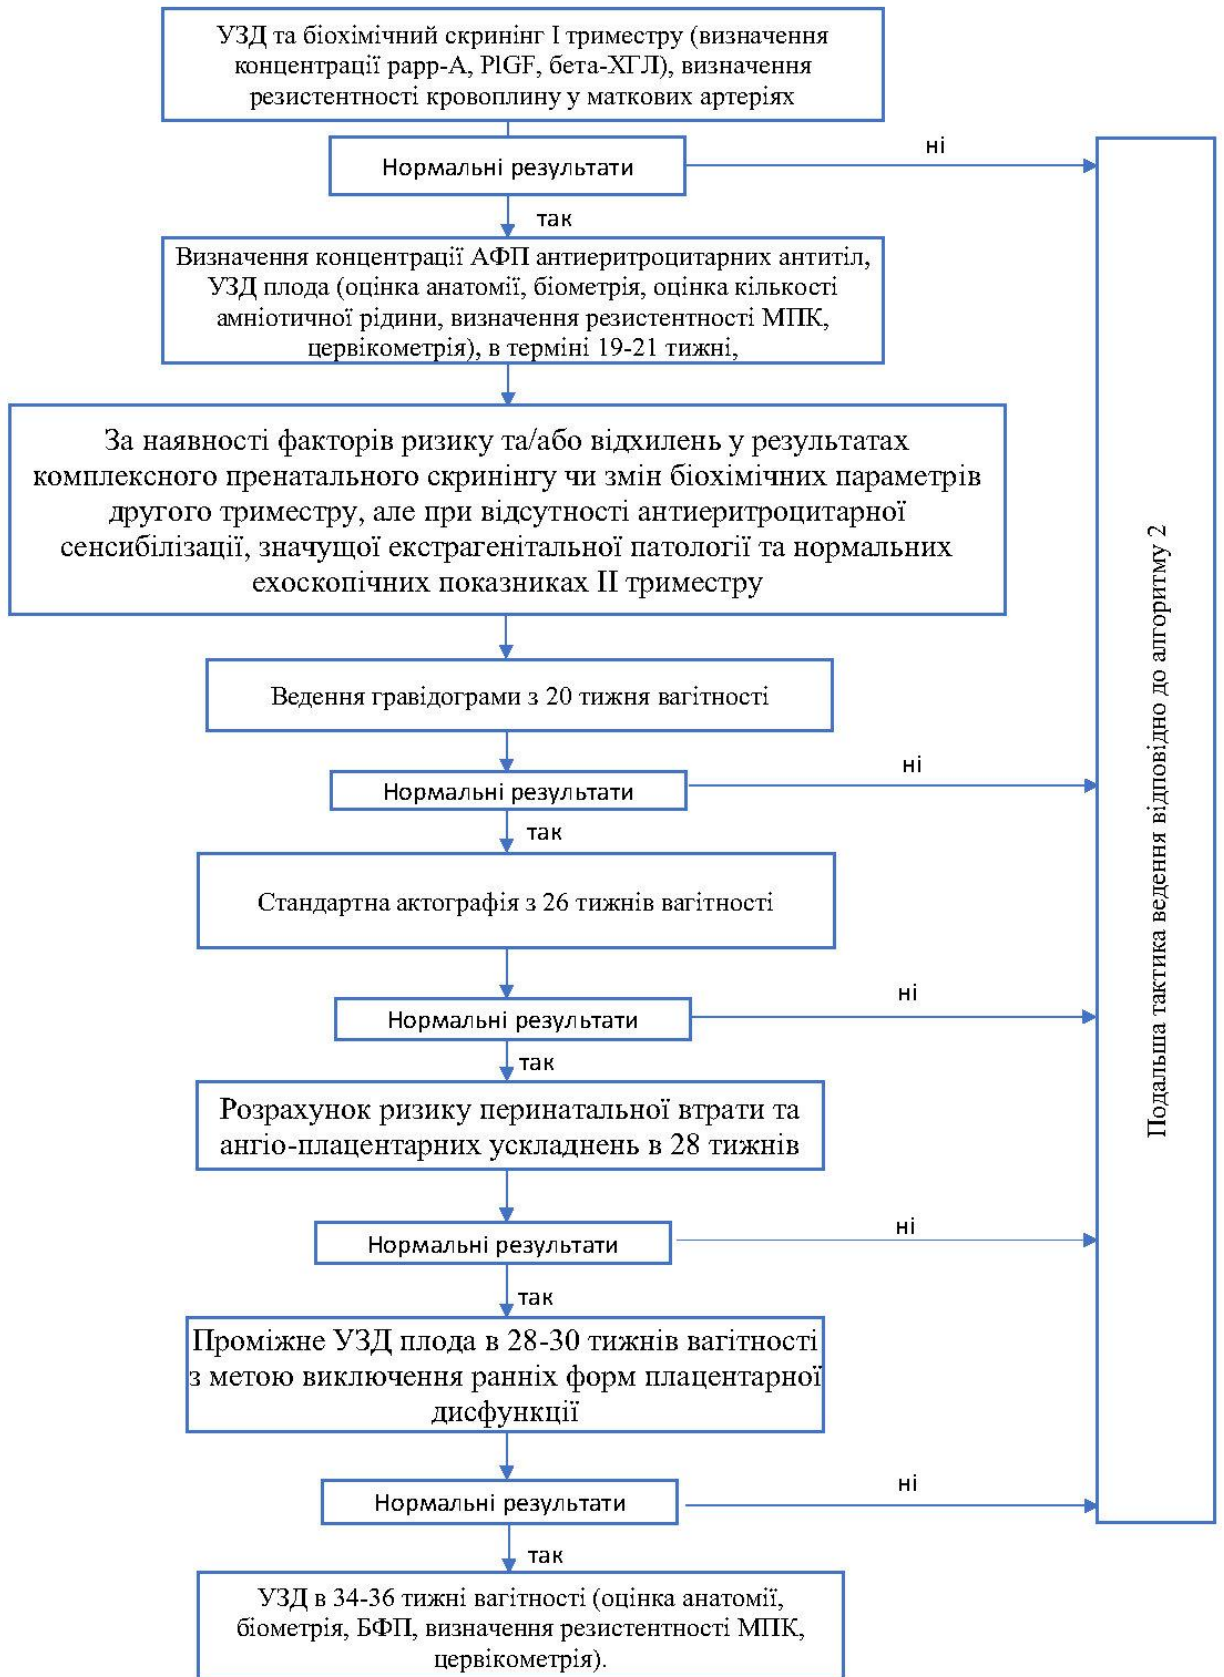 УЗД та біохімічний скринінг І триместру (визначення
концентрації papp-A, PlGF, бета-ХГЛ), визначення
резистентності кровоплину у маткових артеріях
Нормальні результати
ні
так
Визначення концентрації АФП антиеритроцитарних антитіл,
УЗД плода (оцінка анатомії, біометрія, оцінка кількості
амніотичної рідини, визначення резистентності МПК,
цервікометрія), в терміні 19-21 тижні,
За наявності факторів ризику та/або відхилень у результатах
комплексного пренатального скринінгу чи змін біохімічних параметрів
другого триместру, але при відсутності антиеритроцитарної
сенсибілізації, значущої екстрагенітальної патології та нормальних
ехоскопічних показниках ІІ триместру
Ведення гравідограми з 20 тижня вагітності
Нормальні результати
ні
так
Стандартна актографія з 26 тижнів вагітності
Нормальні результати
ні
так
Розрахунок ризику перинатальної втрати та
ангіо-плацентарних ускладнень в 28 тижнів
Нормальні результати
ні
так
Проміжне УЗД плода в 28-30 тижнів вагітності
з метою виключення ранніх форм плацентарної
дисфункції
Нормальні результати
ні
так
УЗД в 34-36 тижні вагітності (оцінка анатомії,
біометрія, БФП, визначення резистентності МПК,
цервікометрія).
Подальша тактика ведення відповідно до алгоритму 2